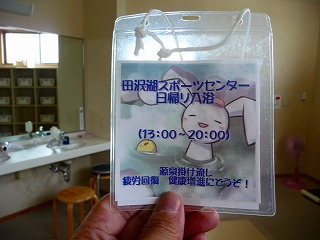 田沢湖スポーツセンター
日帰り入浴
(13:00～20:00)
源泉掛け流し
疲労回復　健康増進にどうぞ！